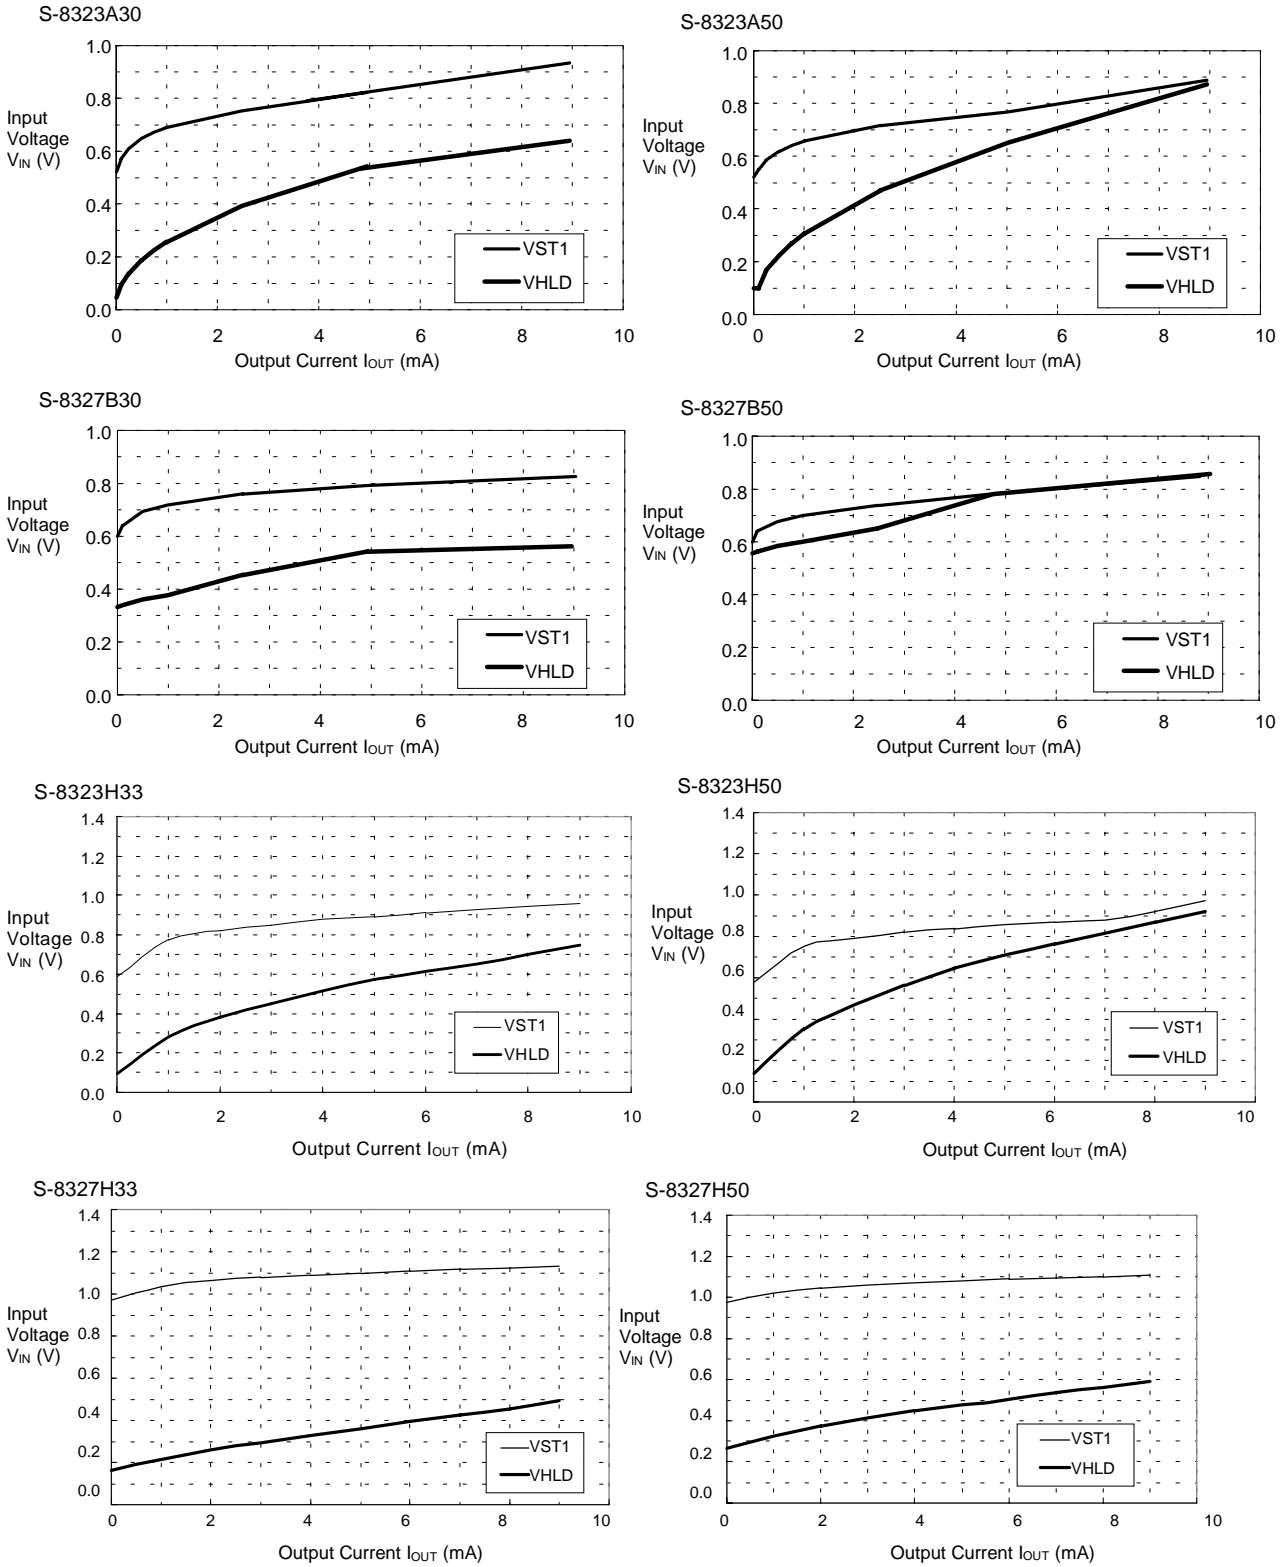 S-8323A30
1.0
0.8
0.6
0.4
0.2
0.0
Input
Voltage
VIN (V)
VST1
VHLD
0 2 4 6 8 10
Output Current IOUT (mA)
S-8323A50
1.0
0.8
0.6
0.4
0.2
0.0
Input
Voltage
VIN (V)
VST1
VHLD
0 2 4 6 8 10
Output Current IOUT (mA)
S-8327B30
1.0
0.8
0.6
0.4
0.2
0.0
Input
Voltage
VIN (V)
VST1
VHLD
0 2 4 6 8 10
Output Current IOUT (mA)
S-8327B50
1.0
0.8
0.6
0.4
0.2
0.0
Input
Voltage
VIN (V)
VST1
VHLD
0 2 4 6 8 10
Output Current IOUT (mA)
S-8323H33
1.4
1.2
1.0
0.8
0.6
0.4
0.2
0.0
Input
Voltage
VIN (V)
VST1
VHLD
0 2 4 6 8 10
Output Current IOUT (mA)
S-8323H50
1.4
1.2
1.0
0.8
0.6
0.4
0.2
0.0
Input
Voltage
VIN (V)
VST1
VHLD
0 2 4 6 8 10
Output Current IOUT (mA)
S-8327H33
1.4
1.2
1.0
0.8
0.6
0.4
0.2
0.0
Input
Voltage
VIN (V)
VST1
VHLD
0 2 4 6 8 10
Output Current IOUT (mA)
S-8327H50
1.4
1.2
1.0
0.8
0.6
0.4
0.2
0.0
Input
Voltage
VIN (V)
VST1
VHLD
0 2 4 6 8 10
Output Current IOUT (mA)